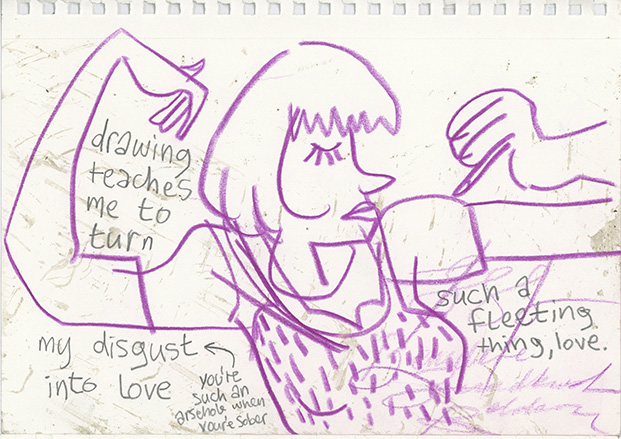 drawing
teaches
me to
turn
my disgust
into love
you're
such an
arsehole when
you're sober
such a
fleeting
thing, love.